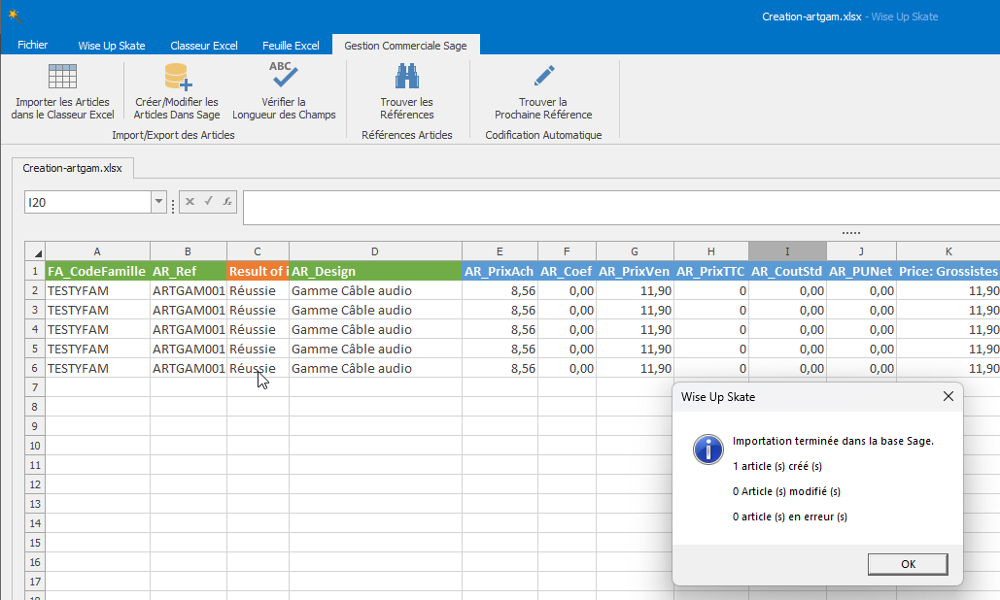 Creation-artgam.xlsx - Wise Up Skate
Fichier Wise Up Skate Classeur Excel Feuille Excel Gestion Commerciale Sage
ABC
Importer les Articles Créer/Modifier les Vérifier la Trouver les Trouver la
dans le Classeur Excel Articles Dans Sage Longueur des Champs Références Prochaine Référence
Import/Export des Articles Références Articles Codification Automatique
Creation-artgam.xlsx
I20 fx
A B C D E F G H I J K
1 FA_CodeFamille AR_Ref Result of i AR_Design AR_PrixAch AR_Coef AR_PrixVen AR_PrixTTC AR_CoutStd AR_PUNet Price: Grossistes
2 TESTYFAM ARTGAM001 Réussie Gamme Câble audio 8,56 0,00 11,90 0 0,00 0,00 11,90
3 TESTYFAM ARTGAM001 Réussie Gamme Câble audio 8,56 0,00 11,90 0 0,00 0,00 11,90
4 TESTYFAM ARTGAM001 Réussie Gamme Câble audio 8,56 0,00 11,90 0 0,00 0,00 11,90
5 TESTYFAM ARTGAM001 Réussie Gamme Câble audio 8,56 0,00 11,90 0 0,00 0,00 11,90
6 TESTYFAM ARTGAM001 Réussie Gamme Câble audio 8,56 0,00 11,90 0 0,00 0,00 11,90
7
8
9
10
11
12
13
14
15
16
17
Wise Up Skate
Importation terminée dans la base Sage.
1 article (s) créé (s)
0 Article (s) modifié (s)
0 article (s) en erreur (s)
OK